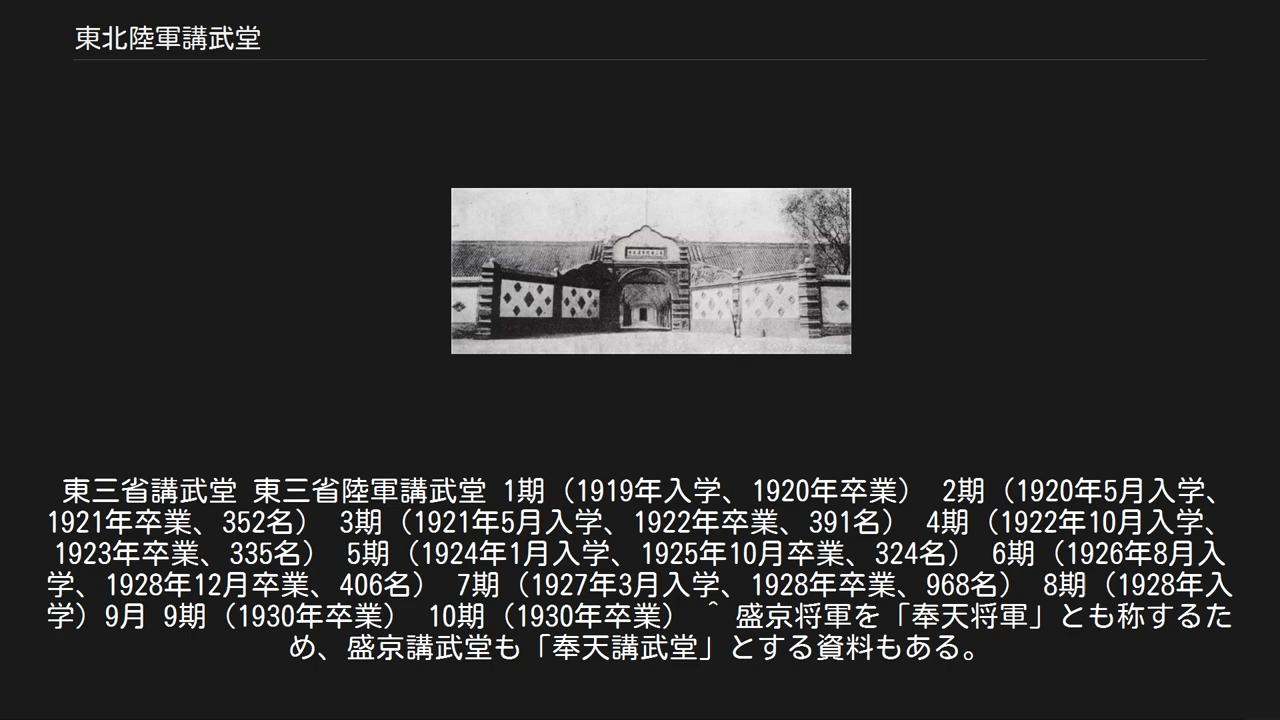 東北陸軍講武堂
東三省講武堂 東三省陸軍講武堂 1期（1919年入学、1920年卒業） 2期（1920年5月入学、
1921年卒業、352名） 3期（1921年5月入学、1922年卒業、391名） 4期（1922年10月入学、
1923年卒業、335名） 5期（1924年1月入学、1925年10月卒業、324名） 6期（1926年8月入
学、1928年12月卒業、406名） 7期（1927年3月入学、1928年卒業、968名） 8期（1928年入
学）9月 9期（1930年卒業） 10期（1930年卒業） ^ 盛京将軍を「奉天将軍」とも称するた
め、盛京講武堂も「奉天講武堂」とする資料もある。